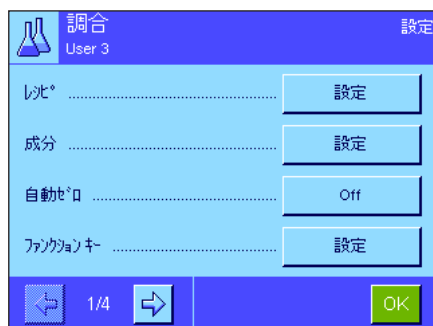 調合
設定
User 3
ﾚｼﾋﾟ ............................................... 設定
成分 ................................................ 設定
自動ｾﾞﾛ .......................................... Off
ﾌｧﾝｸｼｮﾝ ｷｰ ..................................... 設定
1/4
OK